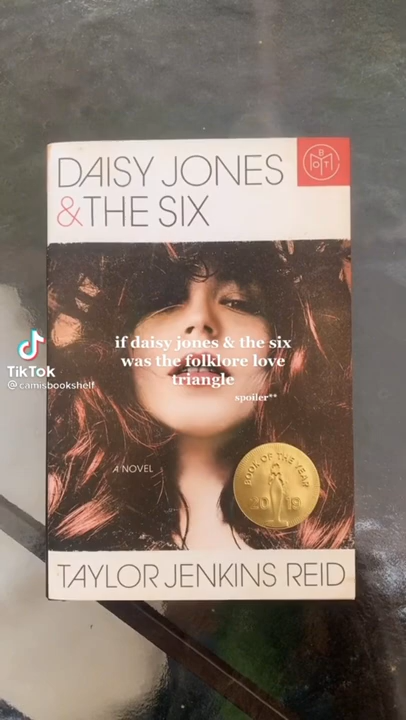 DAISY JONES
& THE SIX
BOTM
if daisy jones & the six
was the folklore love
triangle
spoiler**
TikTok
@camisbookshelf
A NOVEL
BOOK OF THE YEAR
2019
TAYLOR JENKINS REID